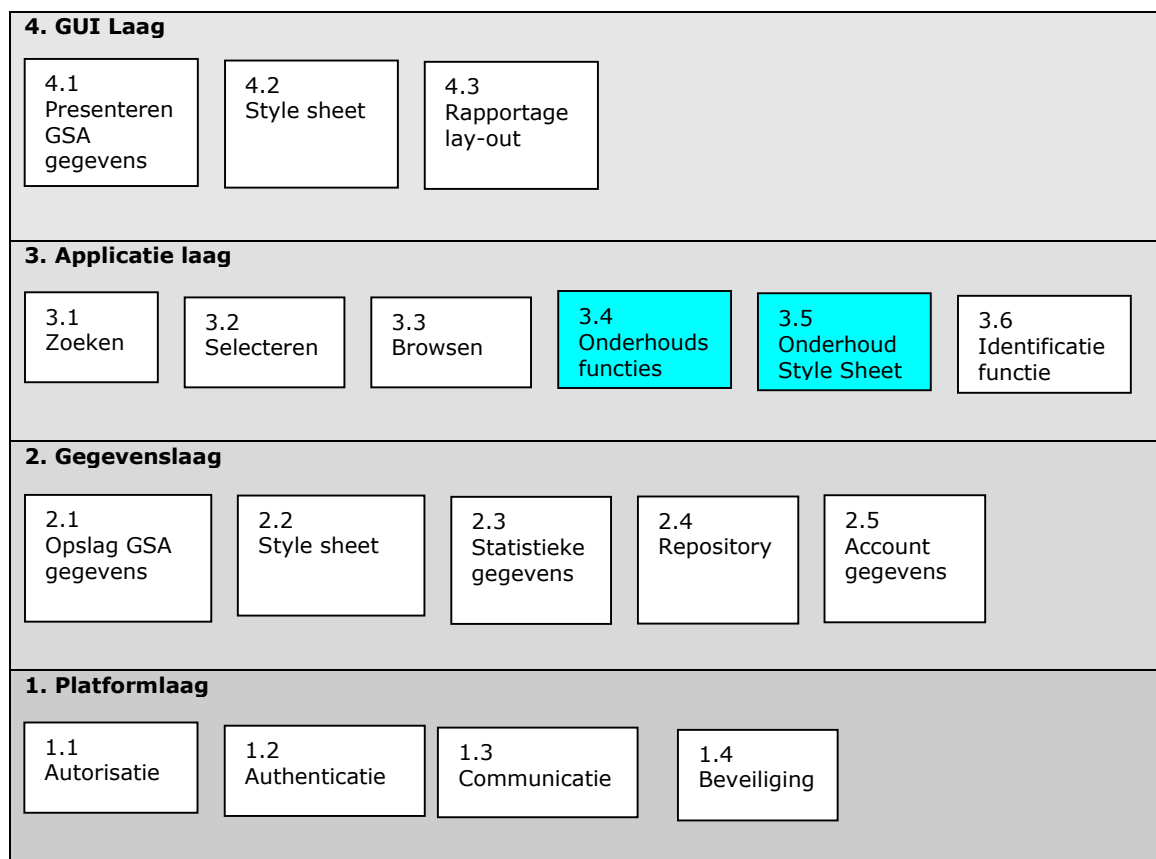 4. GUI Laag
4.1
Presenteren
GSA
gegevens
4.2
Style sheet
4.3
Rapportage
lay-out
3. Applicatie laag
3.1
Zoeken
3.2
Selecteren
3.3
Browsen
3.4
Onderhouds
functies
3.5
Onderhoud
Style Sheet
3.6
Identificatie
functie
2. Gegevenslaag
2.1
Opslag GSA
gegevens
2.2
Style sheet
2.3
Statistieke
gegevens
2.4
Repository
2.5
Account
gegevens
1. Platformlaag
1.1
Autorisatie
1.2
Authenticatie
1.3
Communicatie
1.4
Beveiliging